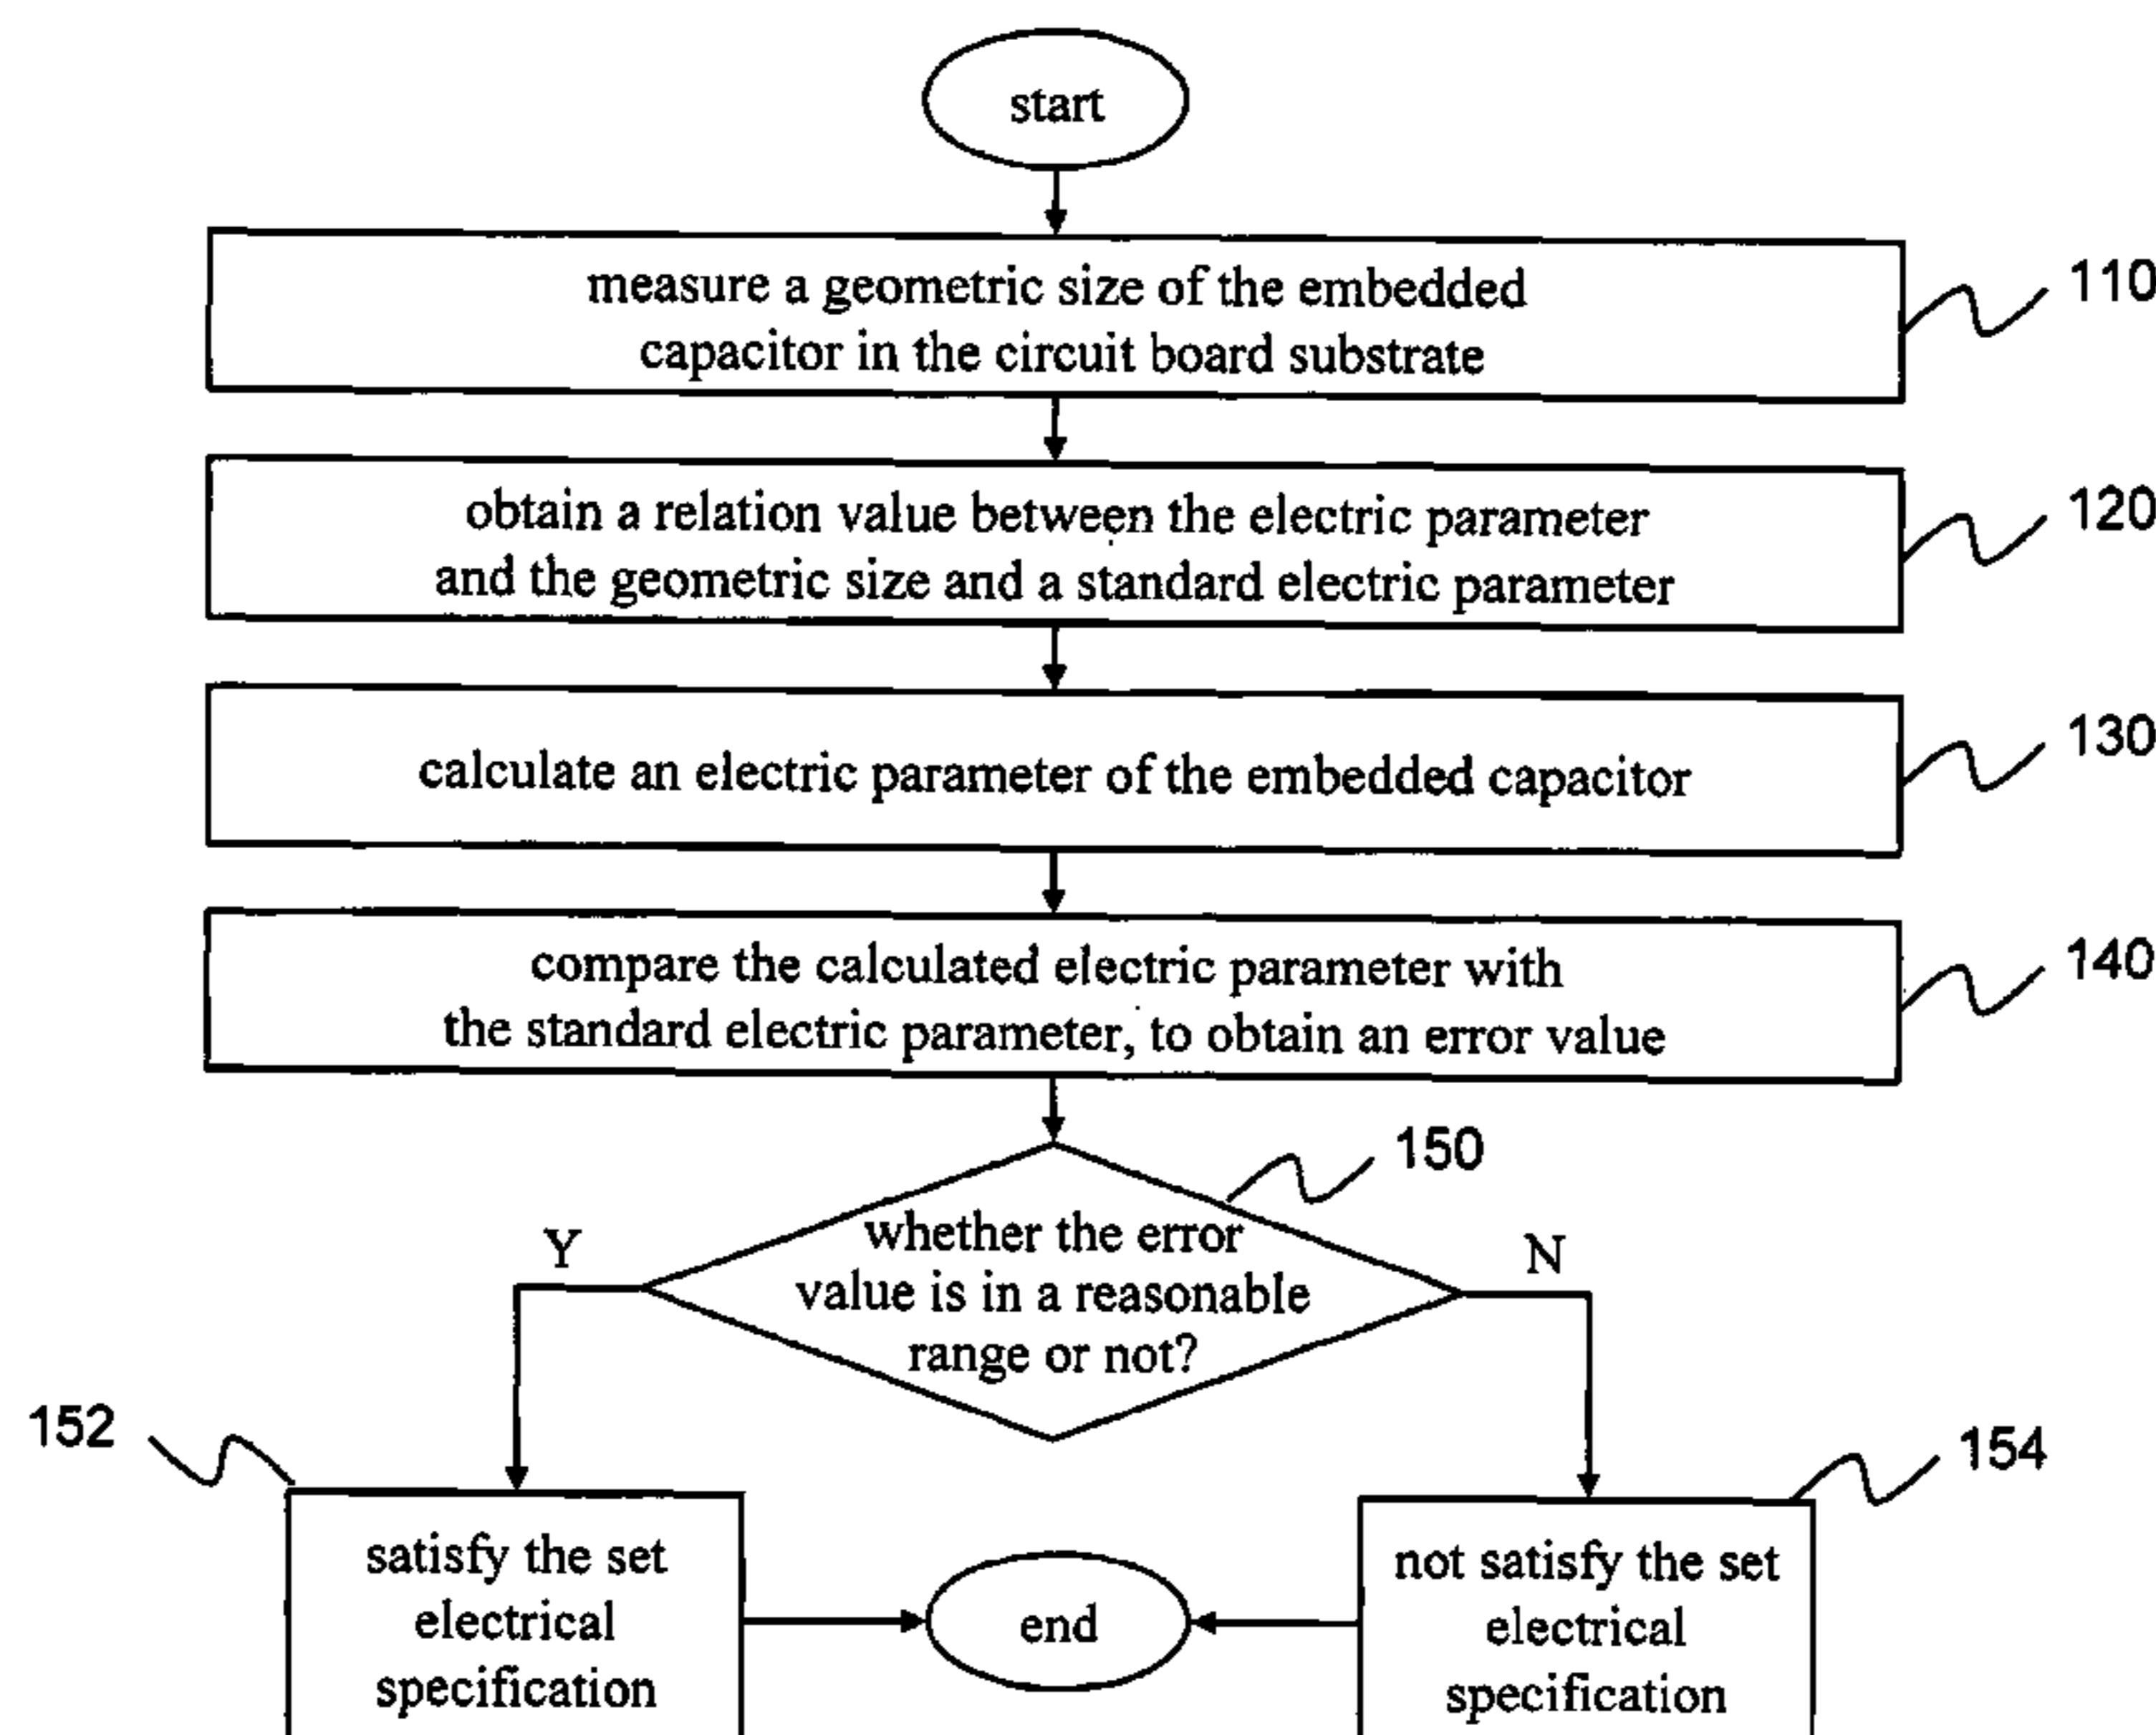 start
measure a geometric size of the embedded
capacitor in the circuit board substrate
110
obtain a relation value between the electric parameter
and the geometric size and a standard electric parameter
120
calculate an electric parameter of the embedded capacitor
130
compare the calculated electric parameter with
the standard electric parameter, to obtain an error value
140
150
whether the error
value is in a reasonable
range or not?
Y
N
152
154
satisfy the set
electrical
specification
end
not satisfy the set
electrical
specification